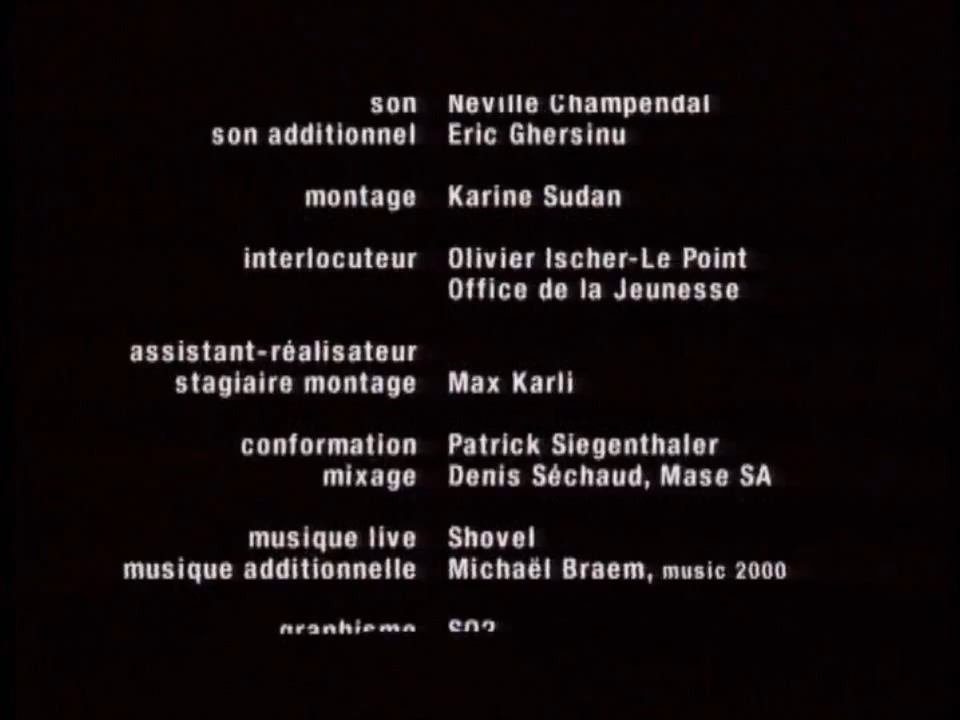 son Neville Champendal
son additionnel Eric Ghersinu
montage Karine Sudan
interlocuteur Olivier Ischer-Le Point
Office de la Jeunesse
assistant-réalisateur
stagiaire montage Max Karli
conformation Patrick Siegenthaler
mixage Denis Séchaud, Mase SA
musique live Shovel
musique additionnelle Michaël Braem, music 2000
graphisme